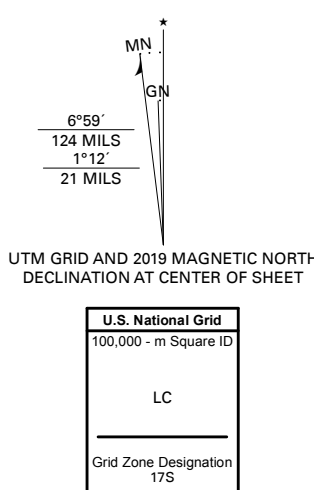 ★
MN
GN
6°59´
124 MILS
1°12´
21 MILS
UTM GRID AND 2019 MAGNETIC NORTH
DECLINATION AT CENTER OF SHEET
U.S. National Grid
100,000 - m Square ID
LC
Grid Zone Designation
17S